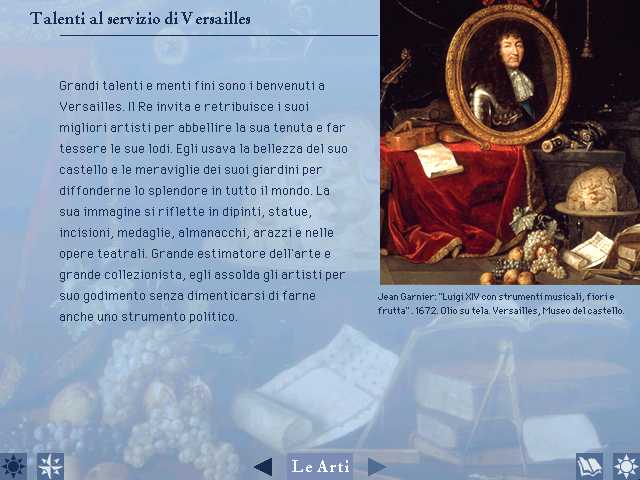 Talenti al servizio di Versailles
Grandi talenti e menti fini sono i benvenuti a
Versailles. Il Re invita e retribuisce i suoi
migliori artisti per abbellire la sua tenuta e far
tessere le sue lodi. Egli usava la bellezza del suo
castello e le meraviglie dei suoi giardini per
diffonderne lo splendore in tutto il mondo. La
sua immagine si riflette in dipinti, statue,
incisioni, medaglie, almanacchi, arazzi e nelle
opere teatrali. Grande estimatore dell'arte e
grande collezionista, egli assolda gli artisti per
suo godimento senza dimenticarsi di farne
anche uno strumento politico.
Jean Garnier: "Luigi XIV con strumenti musicali, fiori e
frutta". 1672. Olio su tela. Versailles, Museo del castello.
Le Arti